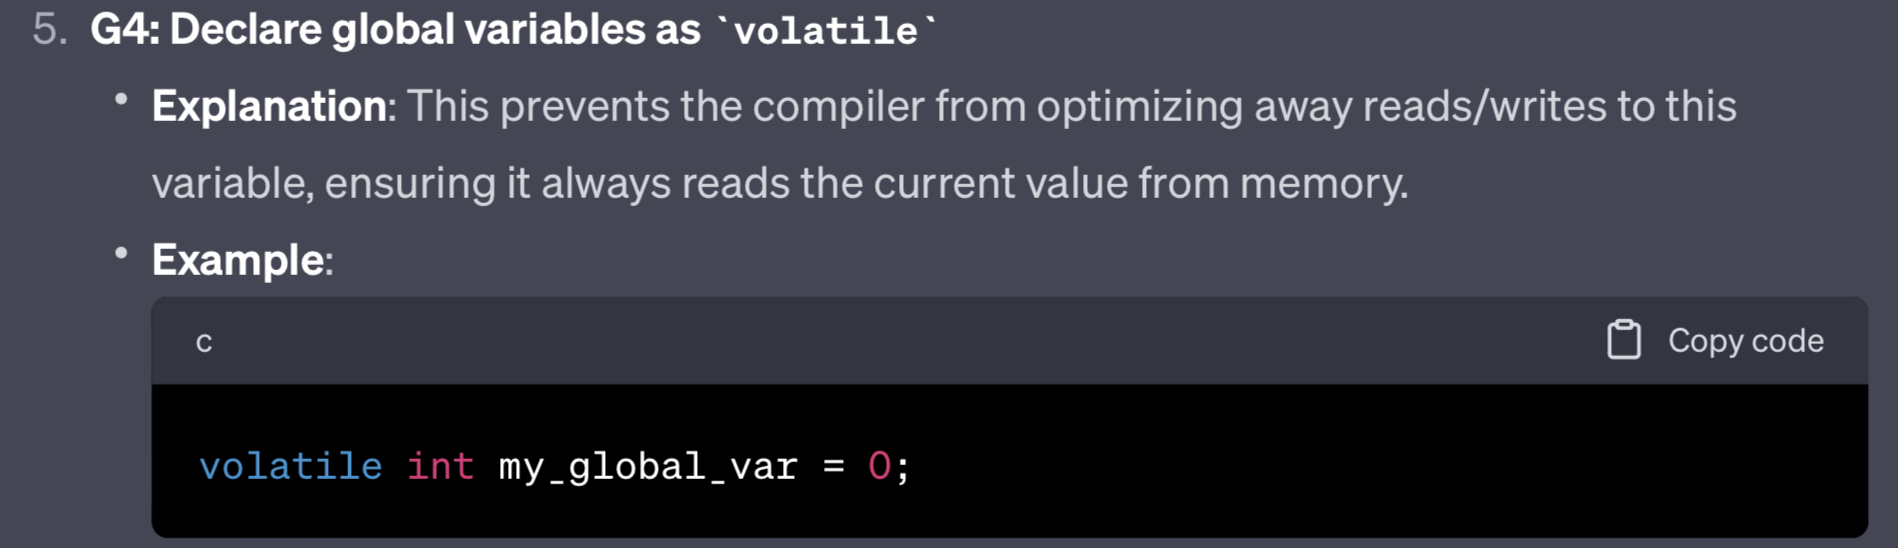 5. G4: Declare global variables as `volatile`
• Explanation: This prevents the compiler from optimizing away reads/writes to this
variable, ensuring it always reads the current value from memory.
• Example:
c Copy code
volatile int my_global_var = 0;